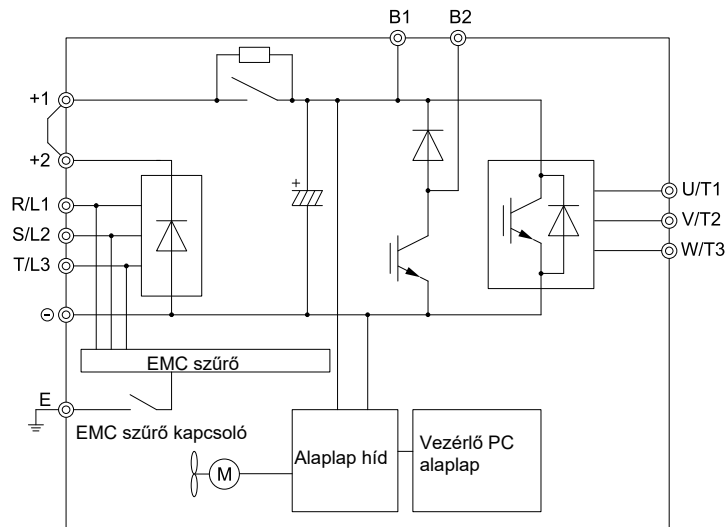 B1 B2
+1
+2
R/L1
S/L2
T/L3
+
U/T1
V/T2
W/T3
⊖
EMC szűrő
E
EMC szűrő kapcsoló
M
Alaplap híd
Vezérlő PC
alaplap